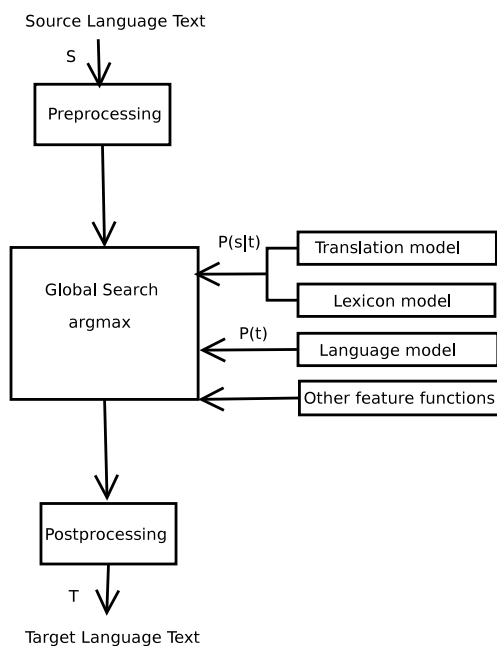 Source Language Text
S
Preprocessing
P(s|t)
Translation model
Global Search
argmax
Lexicon model
P(t)
Language model
Other feature functions
Postprocessing
T
Target Language Text